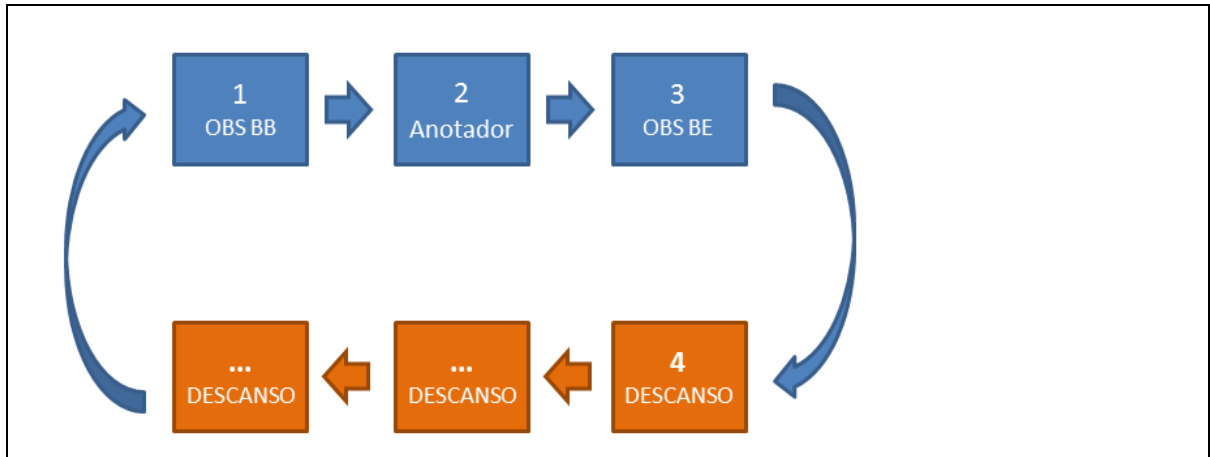 1
OBS BB
2
Anotador
3
OBS BE
...
DESCANSO
...
DESCANSO
4
DESCANSO